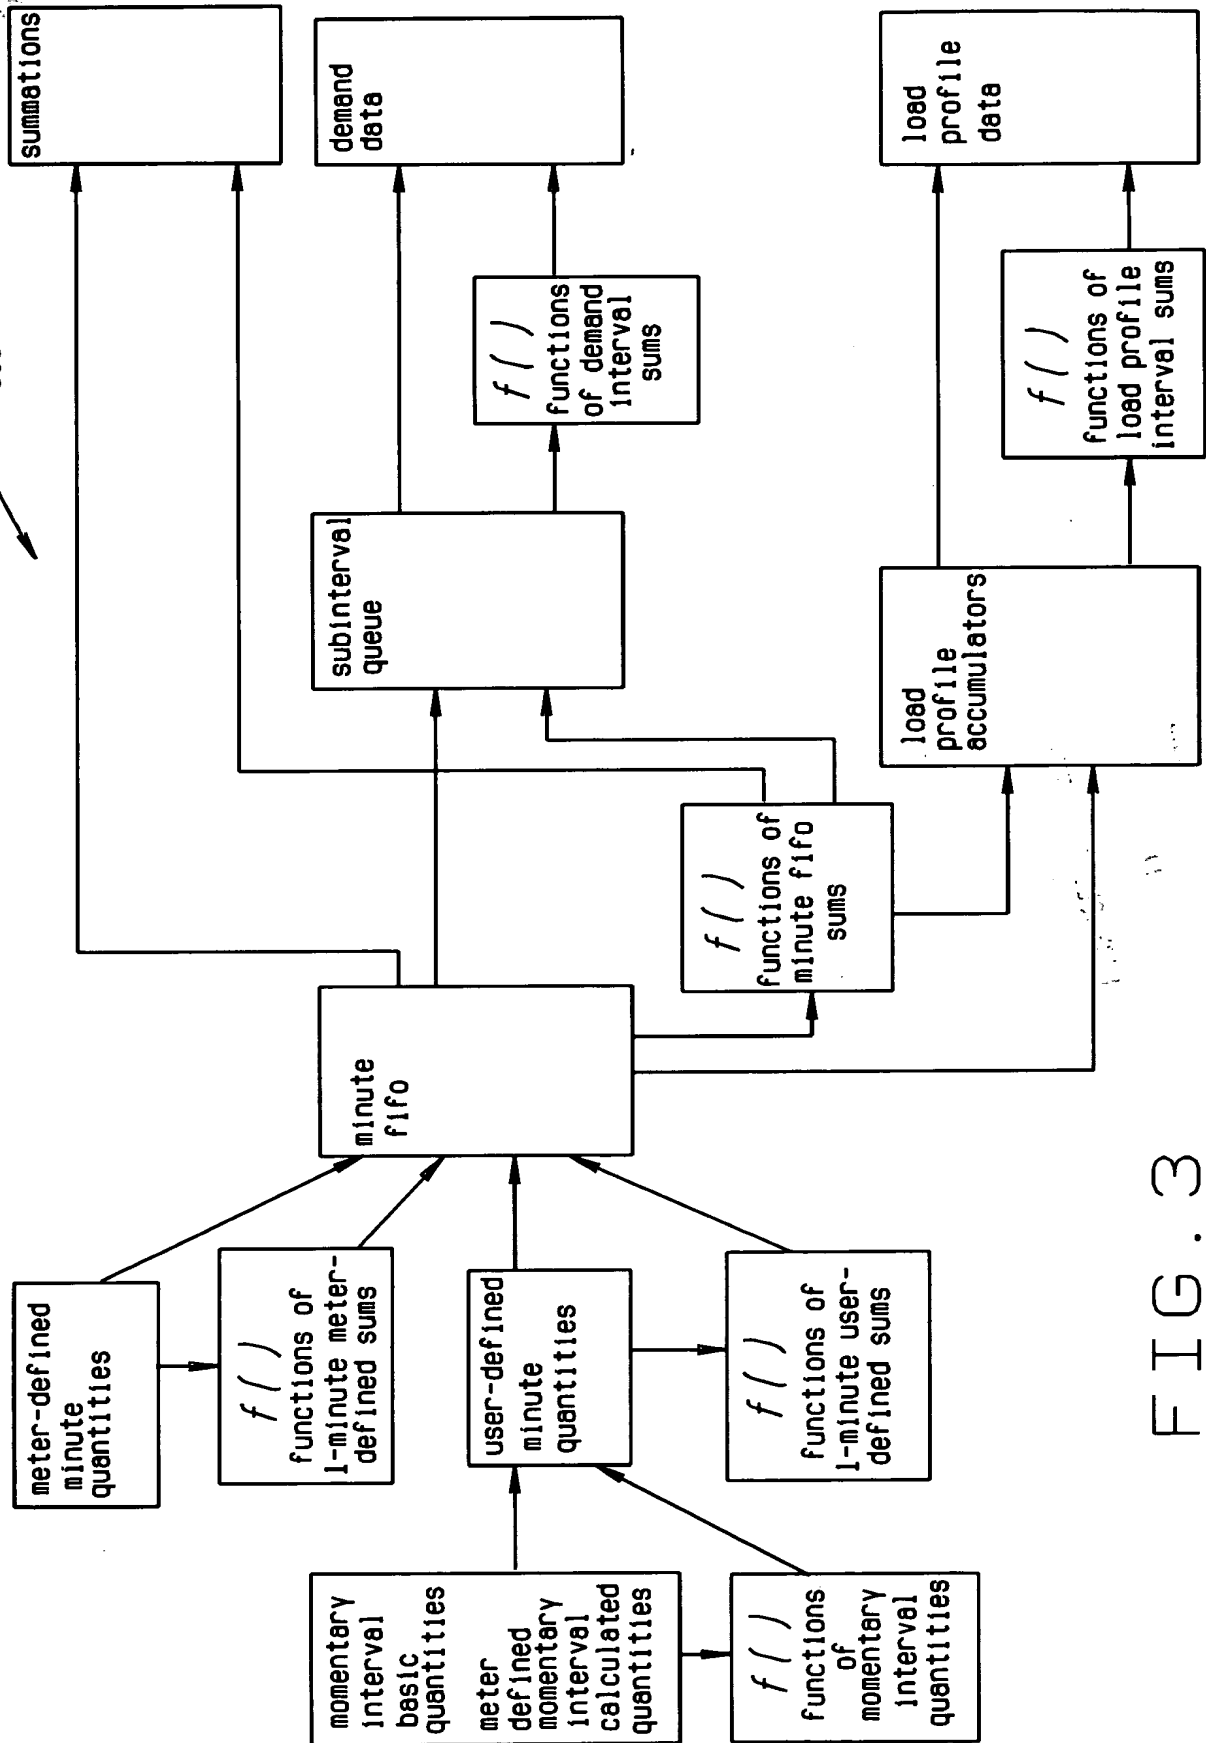 momentary
interval
basic
quantities
meter
defined
momentary
interval
calculated
quantities
f()
functions
of
momentary
interval
quantities
meter-defined
minute
quantities
f()
functions of
1-minute meter-
defined sums
user-defined
minute
quantities
f()
functions of
1-minute user-
defined sums
minute
fifo
f()
functions of
minute fifo
sums
subinterval
queue
load
profile
accumulators
f()
functions
of demand
interval
sums
f()
functions of
load profile
interval sums
summations
demand
data
load
profile
data
FIG. 3